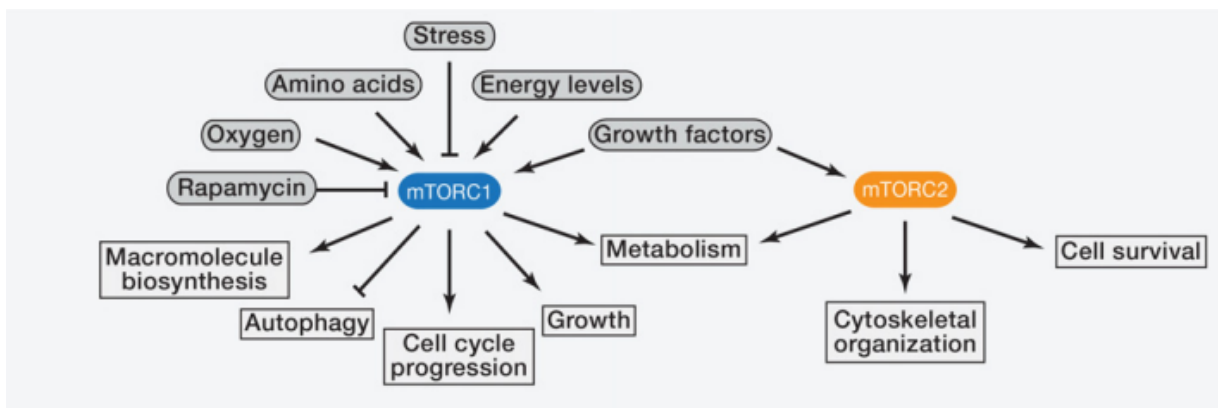 Stress
Amino acids
Energy levels
Oxygen
Growth factors
Rapamycin
mTORC1
mTORC2
Macromolecule
biosynthesis
Metabolism
Cell survival
Autophagy
Growth
Cell cycle
progression
Cytoskeletal
organization